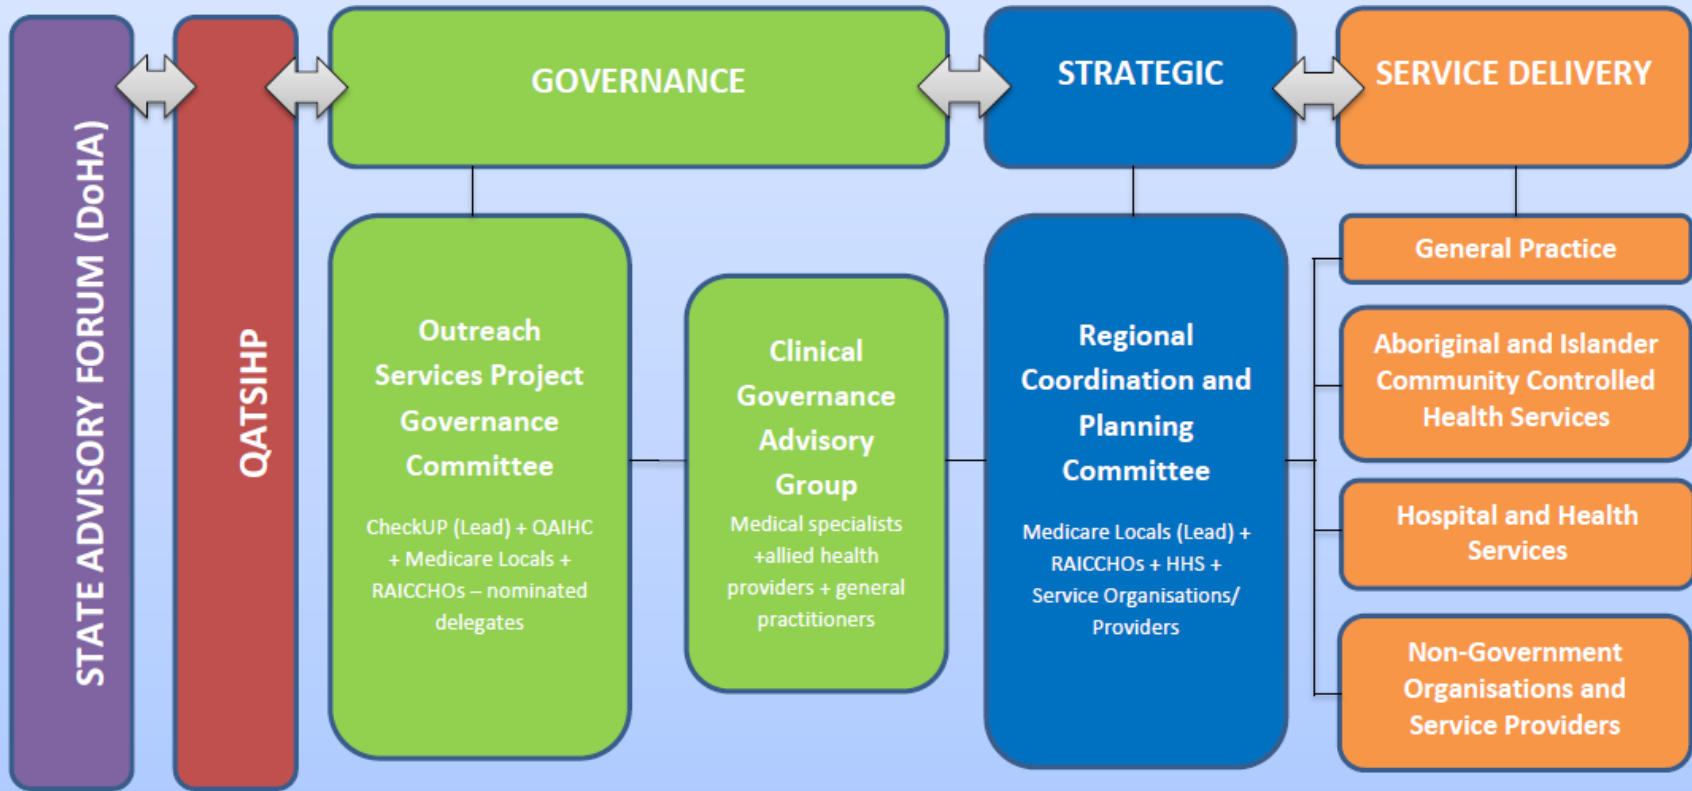 STATE ADVISORY FORUM (DoHA)
QATSIHP
GOVERNANCE
STRATEGIC
SERVICE DELIVERY
Outreach
Services Project
Governance
Committee
CheckUP (Lead) + QAIHC
+ Medicare Locals +
RAICCHOs – nominated
delegates
Clinical
Governance
Advisory
Group
Medical specialists
+allied health
providers + general
practitioners
Regional
Coordination and
Planning
Committee
Medicare Locals (Lead) +
RAICCHOs + HHS +
Service Organisations/
Providers
General Practice
Aboriginal and Islander
Community Controlled
Health Services
Hospital and Health
Services
Non-Government
Organisations and
Service Providers